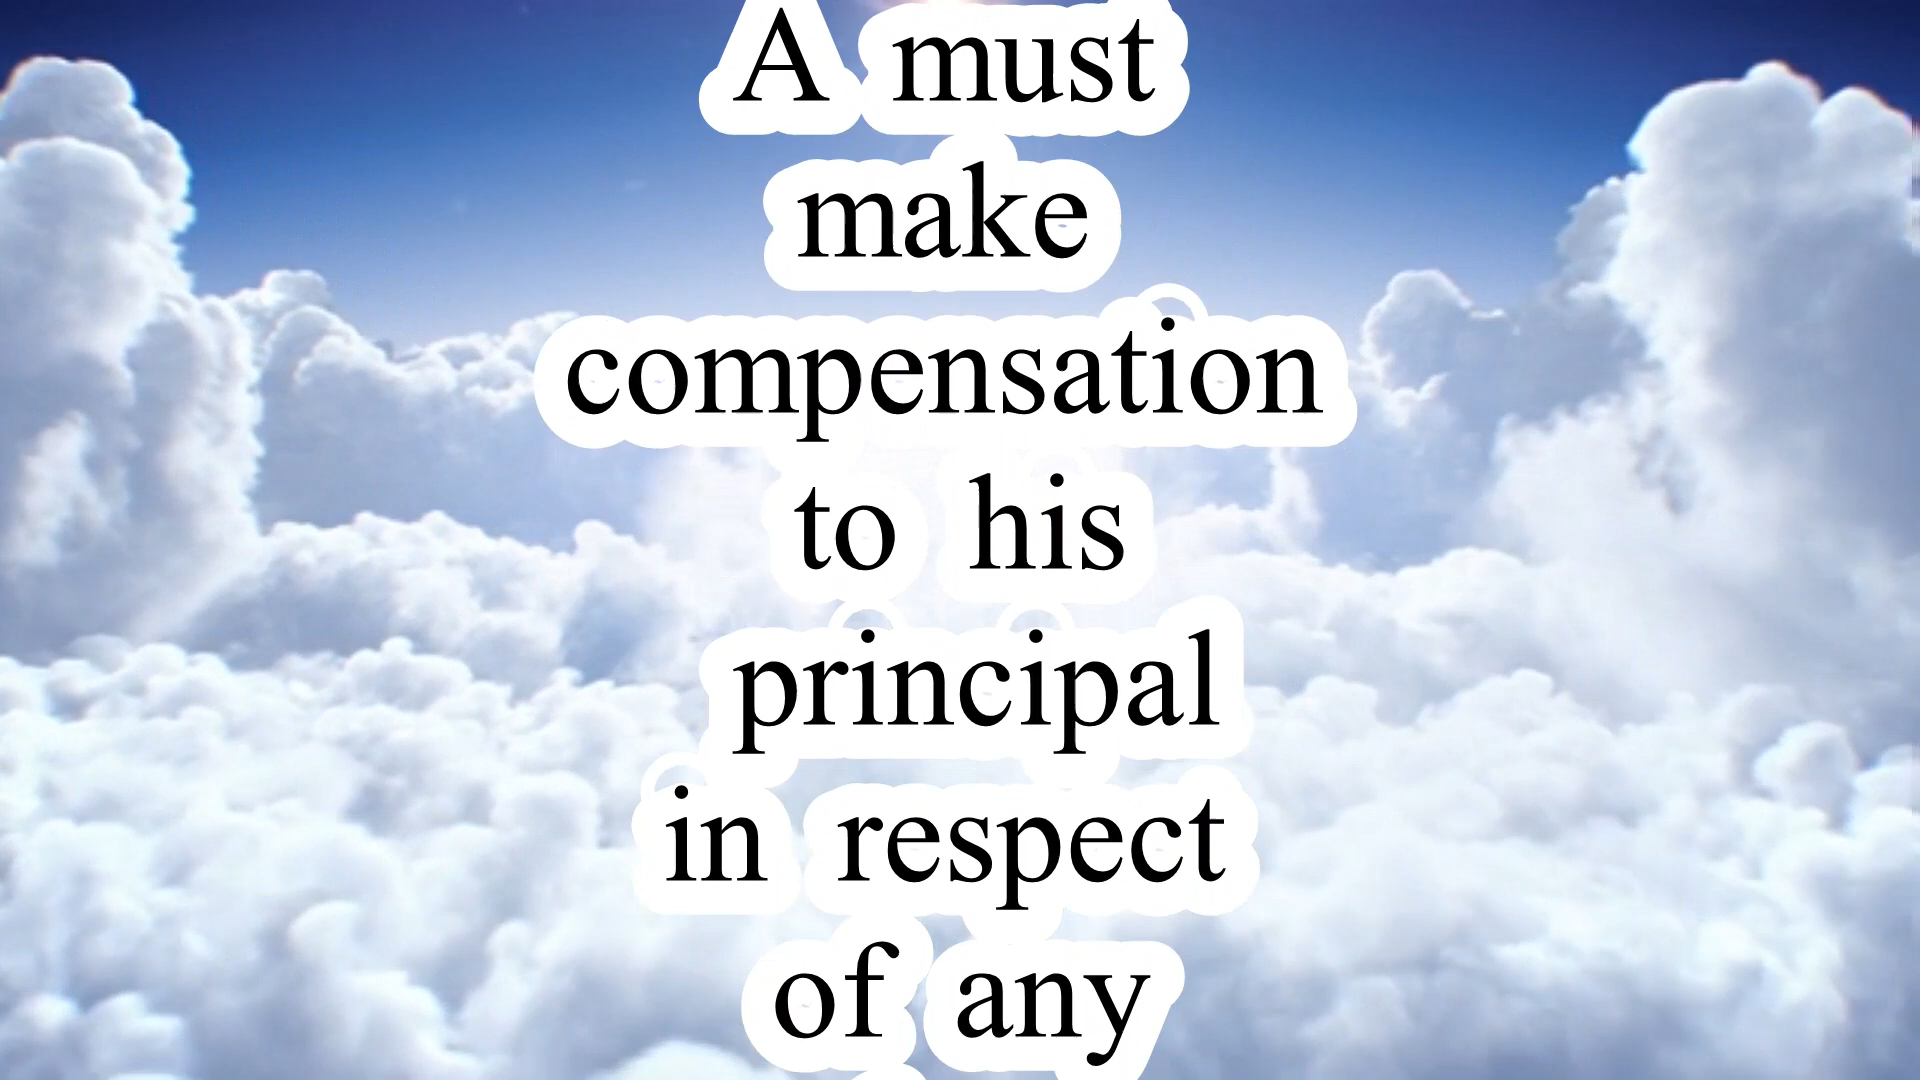 A must
make
compensation
to his
principal
in respect
of any